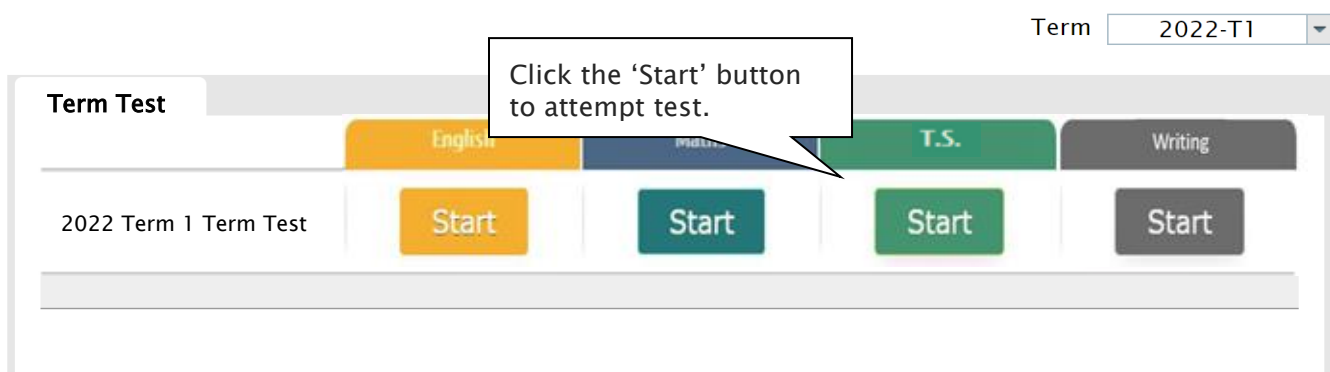 Term 2022-T1
Click the ‘Start’ button
to attempt test.
Term Test
English Maths T.S. Writing
2022 Term 1 Term Test Start Start Start Start